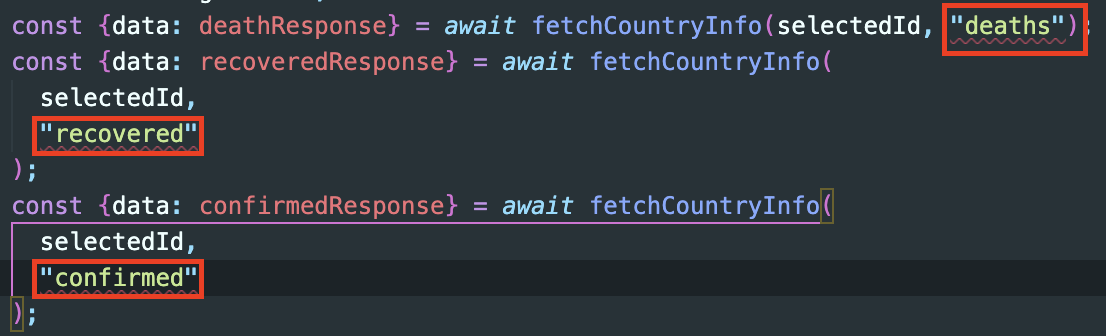 const {data: deathResponse} = await fetchCountryInfo(selectedId, "deaths");
const {data: recoveredResponse} = await fetchCountryInfo(
  selectedId,
  "recovered"
);
const {data: confirmedResponse} = await fetchCountryInfo(
  selectedId,
  "confirmed"
);